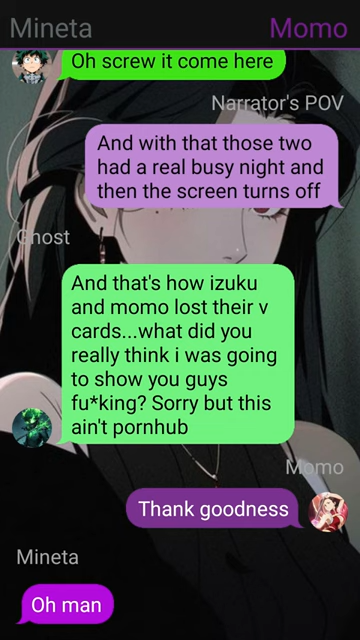 Mineta
Momo
Oh screw it come here
Narrator's POV
And with that those two
had a real busy night and
then the screen turns off
Ghost
And that's how izuku
and momo lost their v
cards...what did you
really think i was going
to show you guys
fu*king? Sorry but this
ain't pornhub
Momo
Thank goodness
Mineta
Oh man